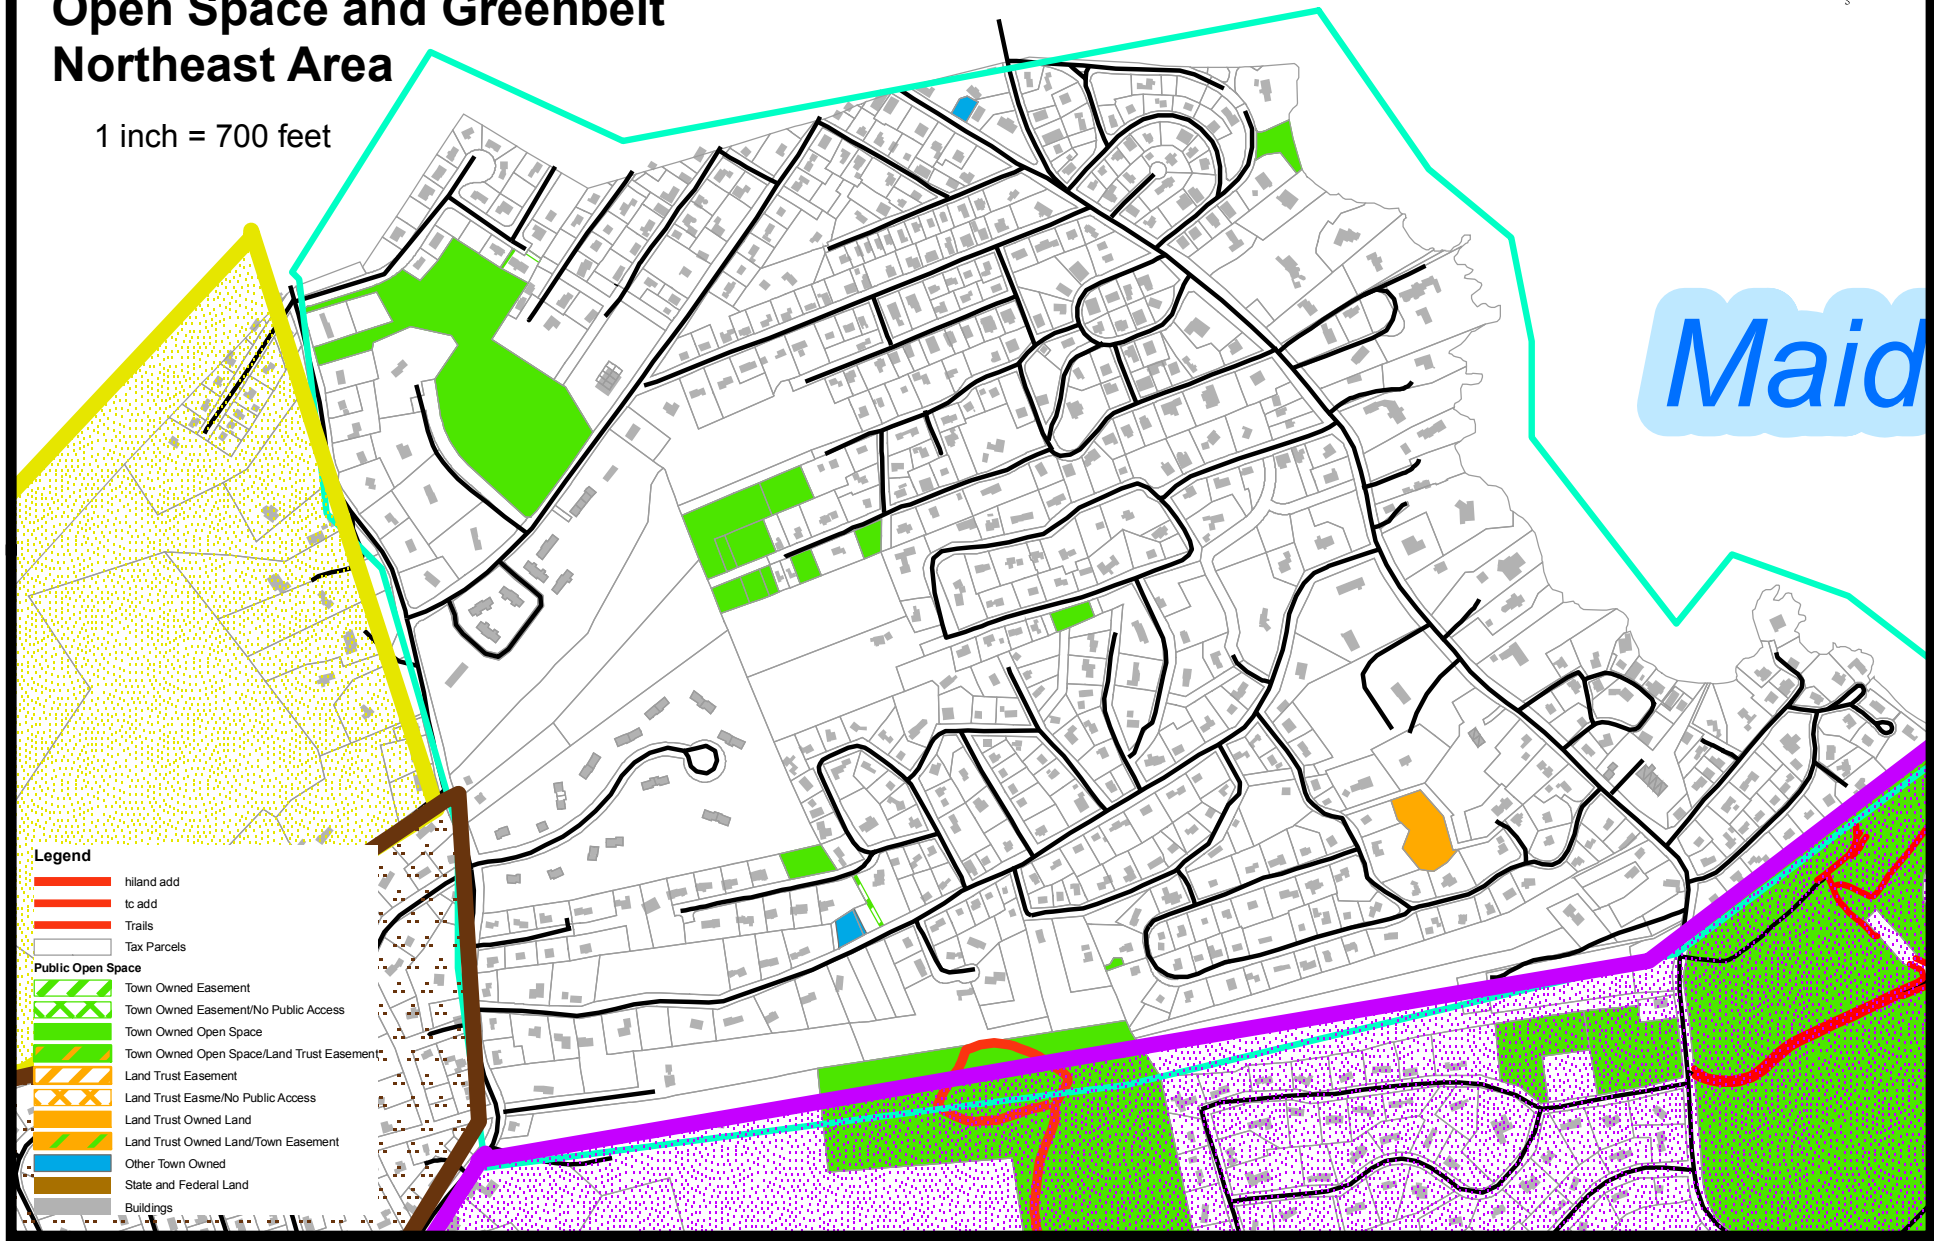 Open Space and Greenbelt
Northeast Area
1 inch = 700 feet
Maid
Legend
hiland add
tc add
Trails
Tax Parcels
Public Open Space
Town Owned Easement
Town Owned Easement/No Public Access
Town Owned Open Space
Town Owned Open Space/Land Trust Easement
Land Trust Easement
Land Trust Easme/No Public Access
Land Trust Owned Land
Land Trust Owned Land/Town Easement
Other Town Owned
State and Federal Land
Buildings